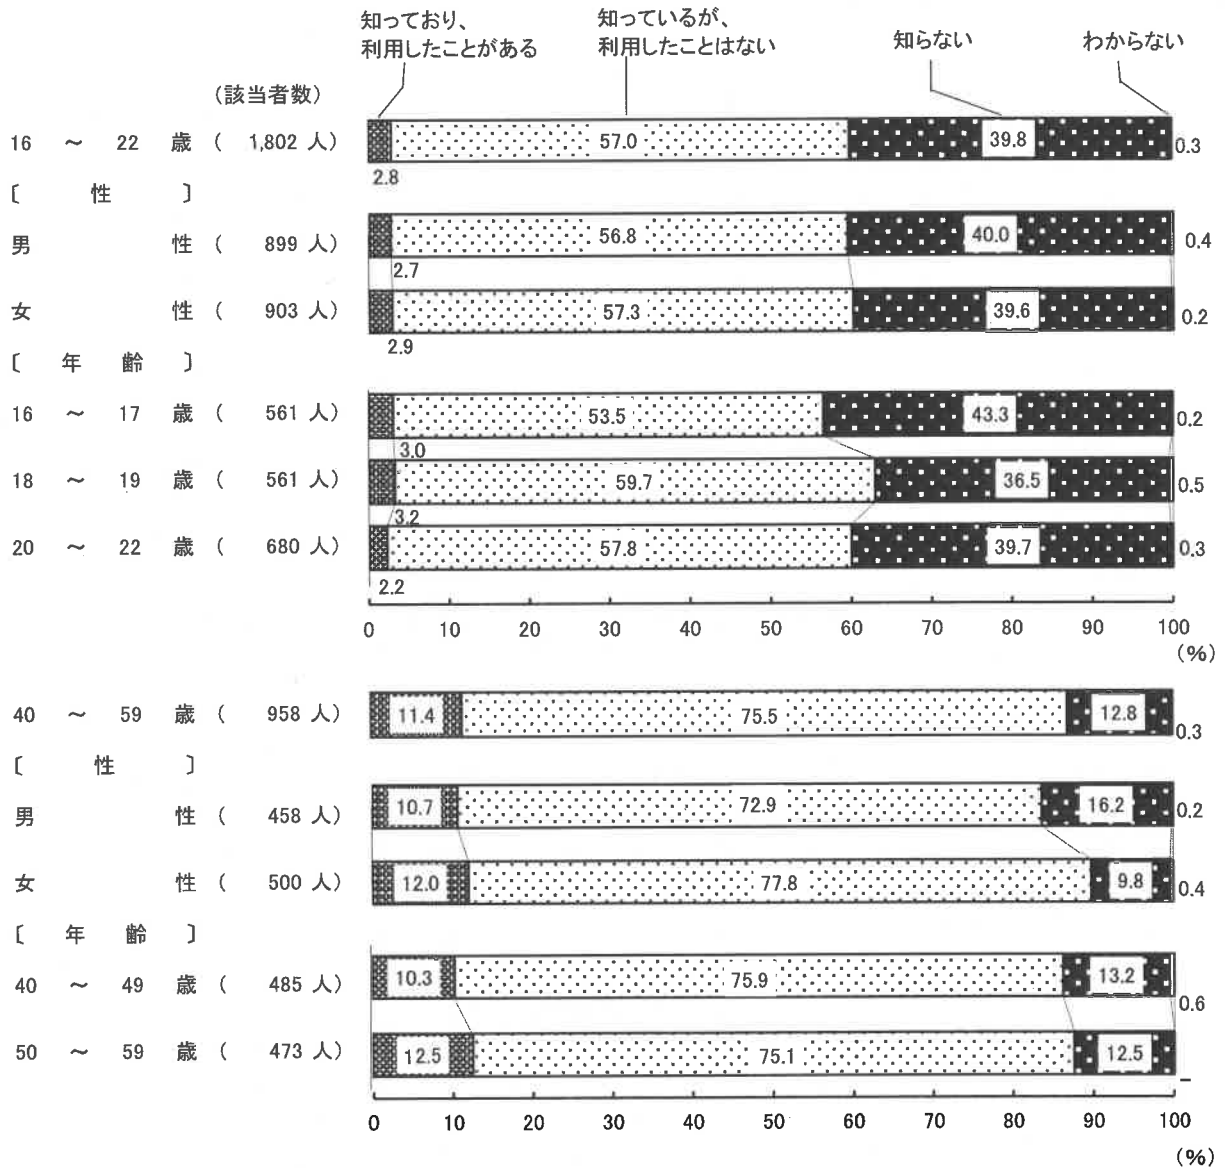 知っており、
利用したことがある
知っているが、
利用したことはない
知らない
わからない
(該当者数)
16 ～ 22 歳 ( 1,802 人)
2.8 57.0 39.8 0.3
〔 性 〕
男 性 ( 899 人)
2.7 56.8 40.0 0.4
女 性 ( 903 人)
2.9 57.3 39.6 0.2
〔 年 齢 〕
16 ～ 17 歳 ( 561 人)
3.0 53.5 43.3 0.2
18 ～ 19 歳 ( 561 人)
3.2 59.7 36.5 0.5
20 ～ 22 歳 ( 680 人)
2.2 57.8 39.7 0.3
0 10 20 30 40 50 60 70 80 90 100
(%)
40 ～ 59 歳 ( 958 人)
11.4 75.5 12.8 0.3
〔 性 〕
男 性 ( 458 人)
10.7 72.9 16.2 0.2
女 性 ( 500 人)
12.0 77.8 9.8 0.4
〔 年 齢 〕
40 ～ 49 歳 ( 485 人)
10.3 75.9 13.2 0.6
50 ～ 59 歳 ( 473 人)
12.5 75.1 12.5 －
0 10 20 30 40 50 60 70 80 90 100
(%)